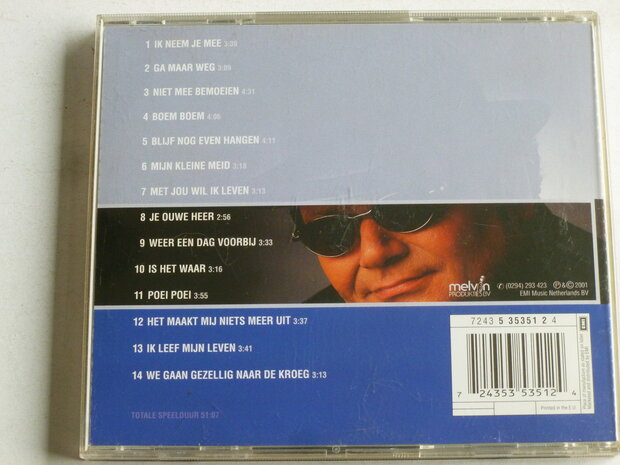 1 IK NEEM JE MEE 3:39
2 GA MAAR WEG 3:09
3 NIET MEE BEMOEIEN 4:31
4 BOEM BOEM 4:05
5 BLIJF NOG EVEN HANGEN 4:11
6 MIJN KLEINE MEID 3:18
7 MET JOU WIL IK LEVEN 3:13
8 JE OUWE HEER 2:56
9 WEER EEN DAG VOORBIJ 3:33
10 IS HET WAAR 3:16
11 POEI POEI 3:55
melvin
PRODUKTIES BV
✆ (0294) 293 423 ℗ & © 2001
EMI Music Netherlands BV
12 HET MAAKT MIJ NIETS MEER UIT 3:37
13 IK LEEF MIJN LEVEN 3:41
14 WE GAAN GEZELLIG NAAR DE KROEG 3:13
TOTALE SPEELDUUR 51:07
7243 5 35351 2 4
7 24353 53512 4
EMI
Printed in the E.U.